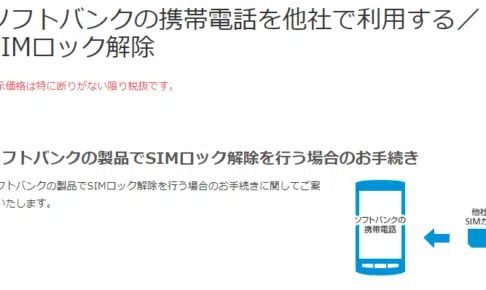 ソフトバンクの携帯電話を他社で利用する／
SIMロック解除
示価格は特に断りがない限り税抜です。
フトバンクの製品でSIMロック解除を行う場合のお手続き
フトバンクの製品でSIMロック解除を行う場合のお手続きに関してご案
いたします。
ソフトバンクの
携帯電話
他社
SIMカ